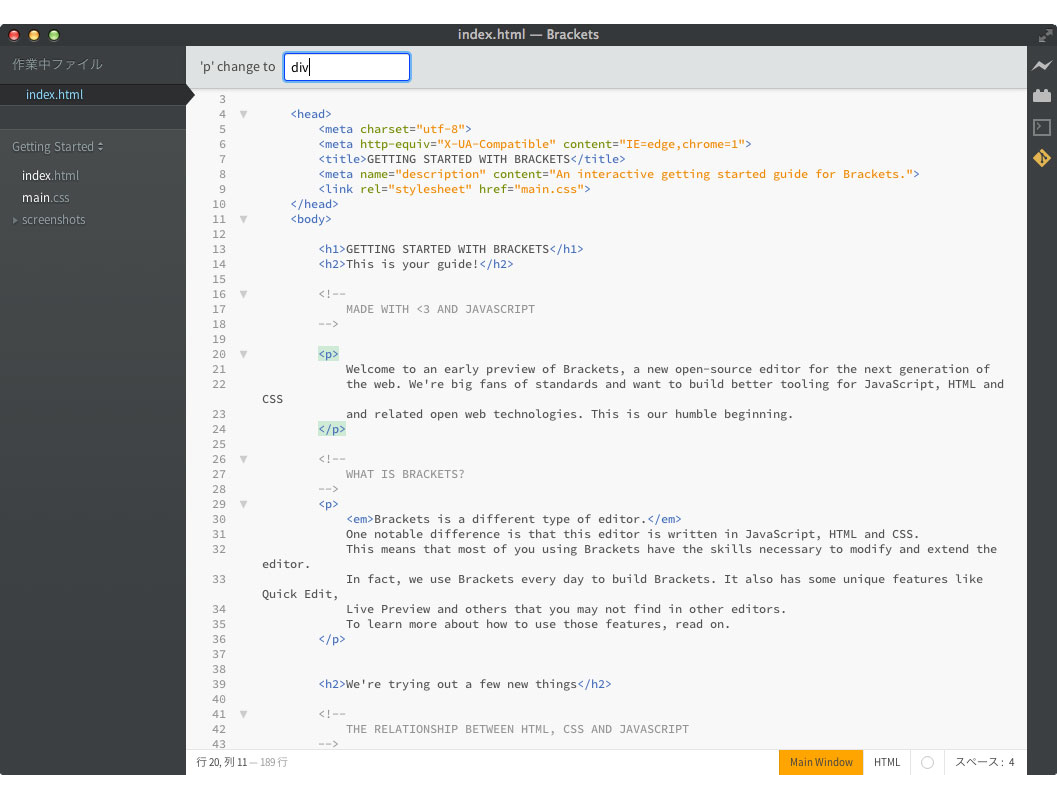 index.html — Brackets
作業中ファイル
index.html
Getting Started
index.html
main.css
screenshots
'p' change to div
3
4 <head>
5 <meta charset="utf-8">
6 <meta http-equiv="X-UA-Compatible" content="IE=edge,chrome=1">
7 <title>GETTING STARTED WITH BRACKETS</title>
8 <meta name="description" content="An interactive getting started guide for Brackets.">
9 <link rel="stylesheet" href="main.css">
10 </head>
11 <body>
12
13 <h1>GETTING STARTED WITH BRACKETS</h1>
14 <h2>This is your guide!</h2>
15
16 <!--
17 MADE WITH <3 AND JAVASCRIPT
18 -->
19
20 <p>
21 Welcome to an early preview of Brackets, a new open-source editor for the next generation of
22 the web. We're big fans of standards and want to build better tooling for JavaScript, HTML and
CSS
23 and related open web technologies. This is our humble beginning.
24 </p>
25
26 <!--
27 WHAT IS BRACKETS?
28 -->
29 <p>
30 <em>Brackets is a different type of editor.</em>
31 One notable difference is that this editor is written in JavaScript, HTML and CSS.
32 This means that most of you using Brackets have the skills necessary to modify and extend the
editor.
33 In fact, we use Brackets every day to build Brackets. It also has some unique features like
Quick Edit,
34 Live Preview and others that you may not find in other editors.
35 To learn more about how to use those features, read on.
36 </p>
37
38
39 <h2>We're trying out a few new things</h2>
40
41 <!--
42 THE RELATIONSHIP BETWEEN HTML, CSS AND JAVASCRIPT
43 -->
行 20, 列 11 — 189 行
Main Window
HTML
スペース : 4